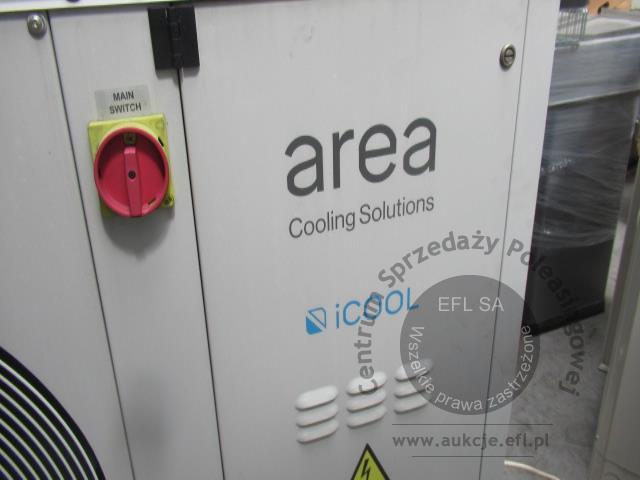 MAIN
SWITCH
area
Cooling Solutions
iCOOL
Centrum Sprzedaży Poleasingowej
EFL SA
Wszelkie prawa zastrzeżone
www.aukcje.efl.pl